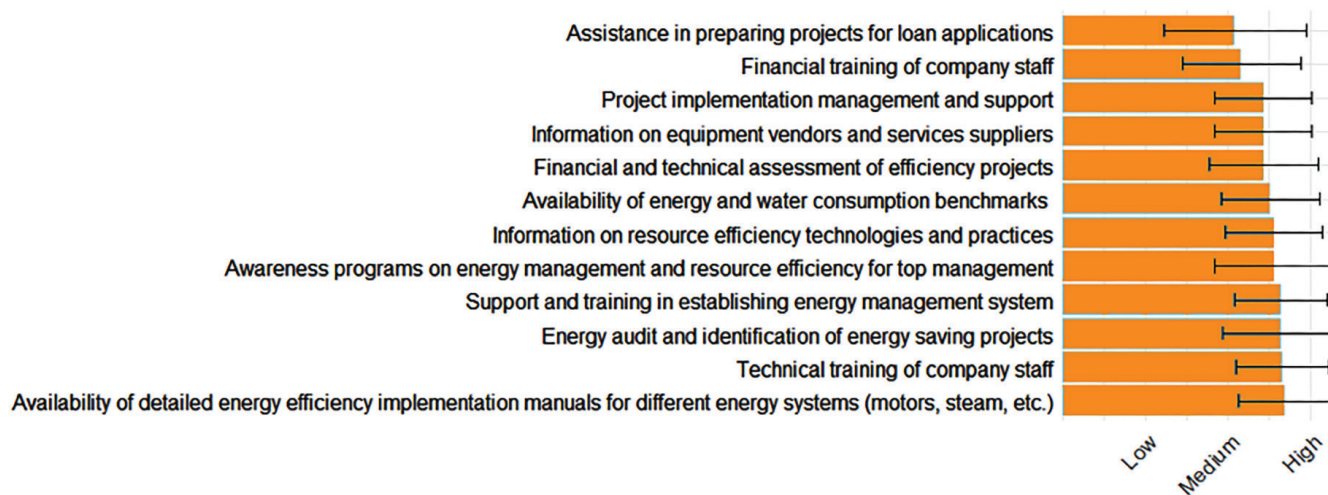 Assistance in preparing projects for loan applications
Financial training of company staff
Project implementation management and support
Information on equipment vendors and services suppliers
Financial and technical assessment of efficiency projects
Availability of energy and water consumption benchmarks
Information on resource efficiency technologies and practices
Awareness programs on energy management and resource efficiency for top management
Support and training in establishing energy management system
Energy audit and identification of energy saving projects
Technical training of company staff
Availability of detailed energy efficiency implementation manuals for different energy systems (motors, steam, etc.)
Low
Medium
High